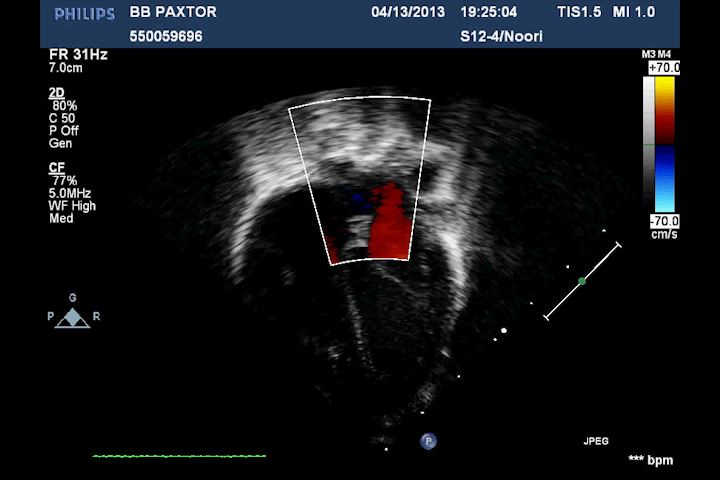 PHILIPS BB PAXTOR 04/13/2013 19:25:04 TIS1.5 MI 1.0
550059696 S12-4/Noori
FR 31Hz
7.0cm
M3 M4
+70.0
2D
80%
C 50
P Off
Gen
CF
77%
5.0MHz
WF High
Med
-70.0
cm/s
G
P R
P
JPEG
*** bpm